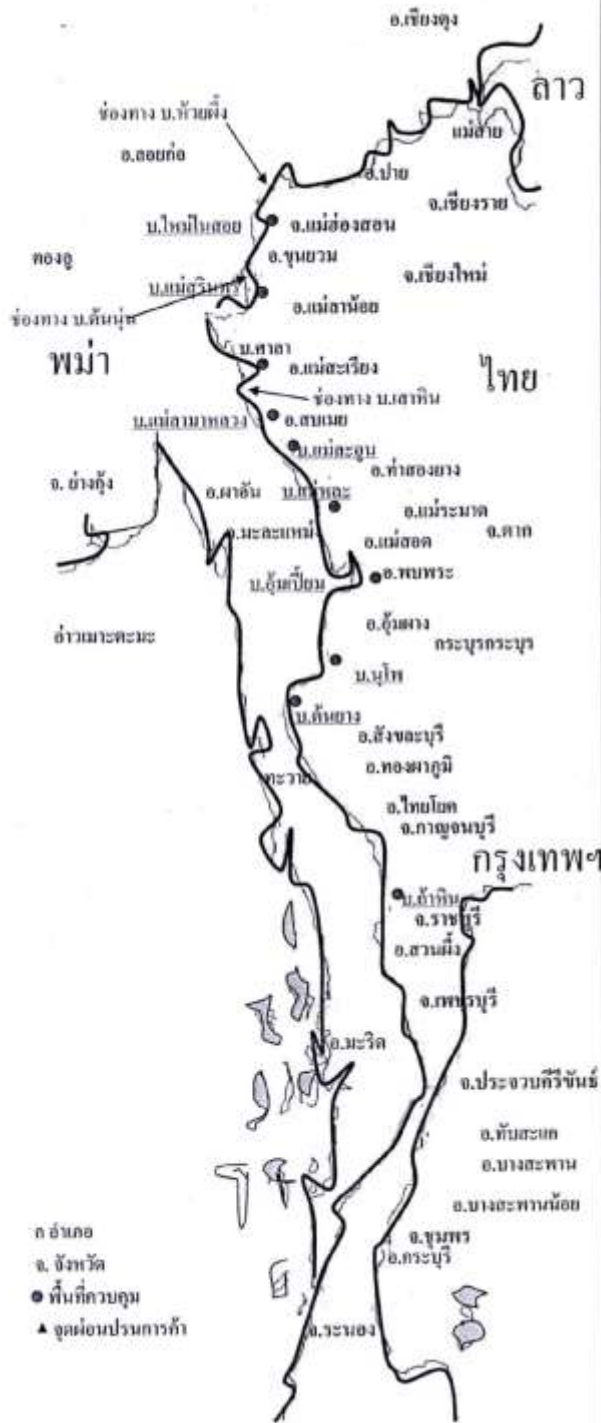 อ.เชียงตุง
ลาว
ช่องทาง บ.ห้วยผึ้ง
แม่สาย
อ.ลอยก่อ
อ.ปาย
จ.เชียงราย
บ.ใหม่ในสอย
จ.แม่ฮ่องสอน
อ.ขุนยวม
ตองอู
จ.เชียงใหม่
บ.แม่สุรินทร์
อ.แม่ลาน้อย
ช่องทาง บ.ต้นนุ่น
บ.ศาลา
พม่า
อ.แม่สะเรียง
ไทย
ช่องทาง บ.เสาหิน
บ.แม่ลามาหลวง
อ.สบเมย
บ.แม่ละอูน
อ.ท่าสองยาง
จ. ย่างกุ้ง
อ.ผาอัน
บ.แม่หละ
อ.แม่ระมาด
อ.มะละแหม่ง
จ.ตาก
อ.แม่สอด
บ.อุ้มเปี้ยม
อ.พบพระ
อ่าวเมาะตะมะ
อ.อุ้มผาง
กระบุรกระบุร
บ.นุโพ
บ.ต้นยาง
อ.สังขละบุรี
อ.ทองผาภูมิ
ทะวาย
อ.ไทยโยค
จ.กาญจนบุรี
กรุงเทพฯ
บ.ถ้ำหิน
จ.ราชบุรี
อ.สวนผึ้ง
จ.เพชรบุรี
อ.มะริด
จ.ประจวบคีรีขันธ์
อ.ทับสะแค
อ.บางสะพาน
อ.บางสะพานน้อย
จ.ชุมพร
อ.กระบุรี
ก อำเภอ
จ. จังหวัด
พื้นที่ควบคุม
จุดผ่อนปรนการค้า
จ.ระนอง